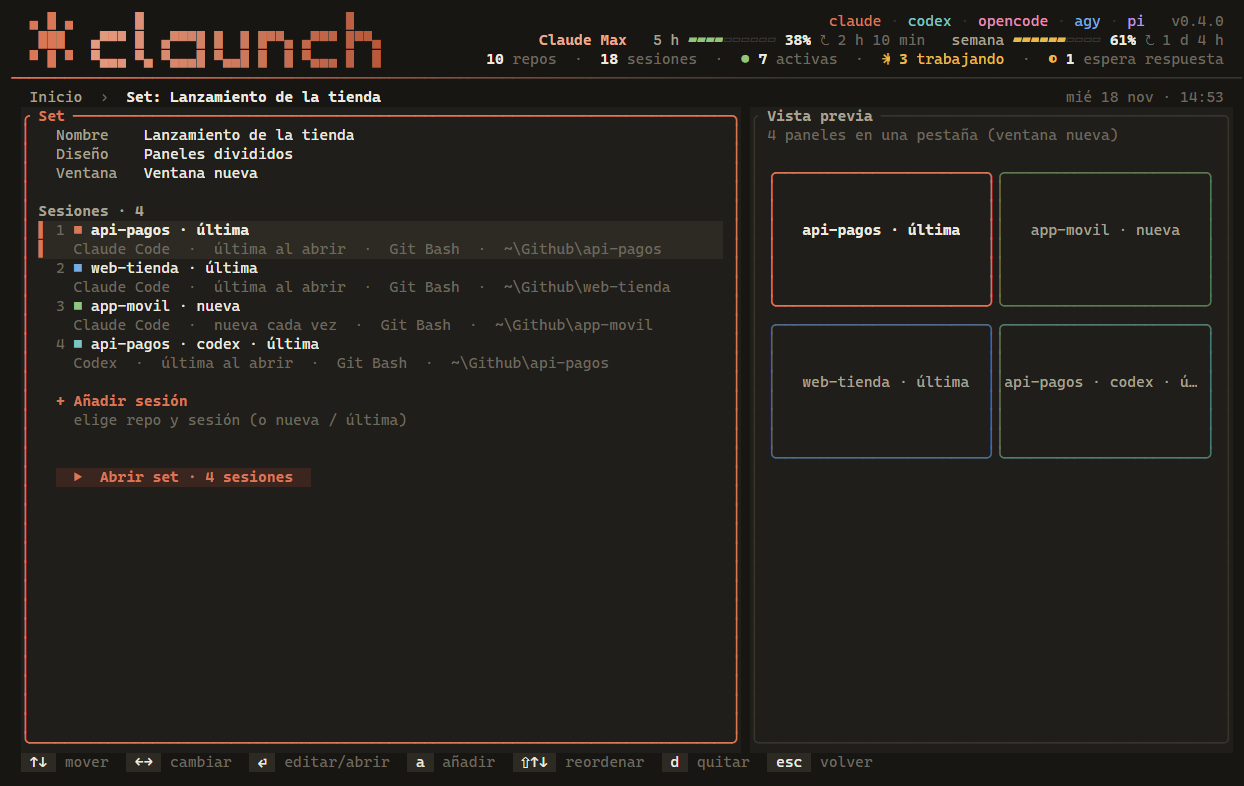 claunch
claude · codex · opencode · agy · pi v0.4.0
Claude Max 5 h 38% 2 h 10 min semana 61% 1 d 4 h
10 repos · 18 sesiones · ● 7 activas · 3 trabajando · 1 espera respuesta
Inicio › Set: Lanzamiento de la tienda
mié 18 nov · 14:53
Set
Nombre Lanzamiento de la tienda
Diseño Paneles divididos
Ventana Ventana nueva
Sesiones · 4
1 ■ api-pagos · última
Claude Code · última al abrir · Git Bash · ~\Github\api-pagos
2 ■ web-tienda · última
Claude Code · última al abrir · Git Bash · ~\Github\web-tienda
3 ■ app-movil · nueva
Claude Code · nueva cada vez · Git Bash · ~\Github\app-movil
4 ■ api-pagos · codex · última
Codex · última al abrir · Git Bash · ~\Github\api-pagos
+ Añadir sesión
elige repo y sesión (o nueva / última)
▶ Abrir set · 4 sesiones
Vista previa
4 paneles en una pestaña (ventana nueva)
api-pagos · última
app-movil · nueva
web-tienda · última
api-pagos · codex · ú…
↑↓ mover ←→ cambiar ↵ editar/abrir a añadir ⇧↑↓ reordenar d quitar esc volver